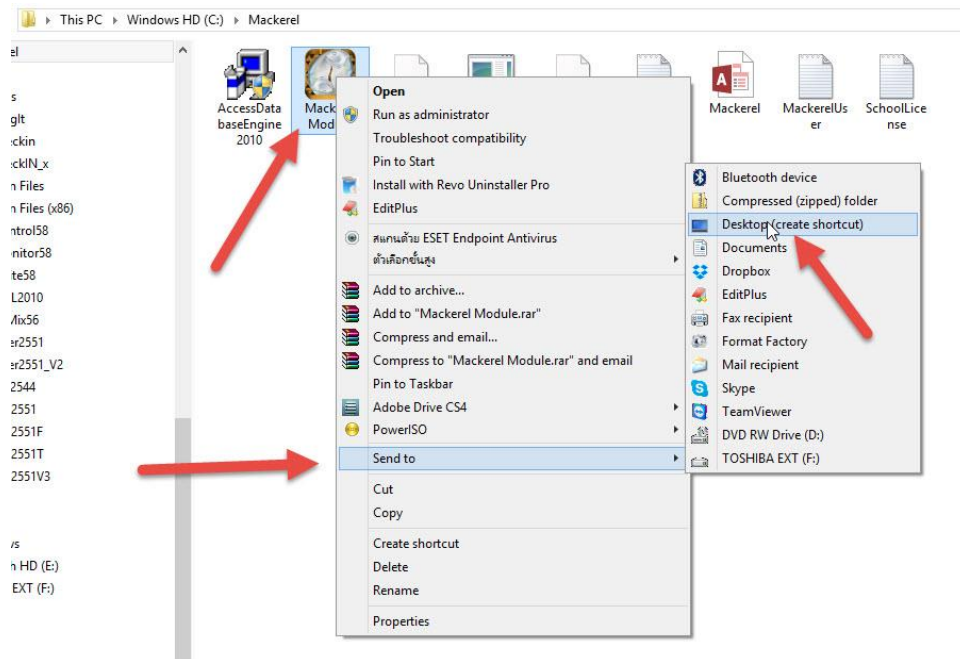 This PC Windows HD (C:) Mackerel
el
s
glt
eckin
eckIN_x
n Files
n Files (x86)
ntrol58
onitor58
ite58
L2010
Mix56
er2551
er2551_V2
2544
2551
2551F
2551T
2551V3
vs
h HD (E:)
EXT (F:)
AccessData
baseEngine
2010
Mack
Mod
Mackerel
MackerelUs
er
SchoolLice
nse
Open
Run as administrator
Troubleshoot compatibility
Pin to Start
Install with Revo Uninstaller Pro
EditPlus
สแกนด้วย ESET Endpoint Antivirus
ตัวเลือกขั้นสูง
Add to archive...
Add to "Mackerel Module.rar"
Compress and email...
Compress to "Mackerel Module.rar" and email
Pin to Taskbar
Adobe Drive CS4
PowerISO
Send to
Cut
Copy
Create shortcut
Delete
Rename
Properties
Bluetooth device
Compressed (zipped) folder
Desktop (create shortcut)
Documents
Dropbox
EditPlus
Fax recipient
Format Factory
Mail recipient
Skype
TeamViewer
DVD RW Drive (D:)
TOSHIBA EXT (F:)